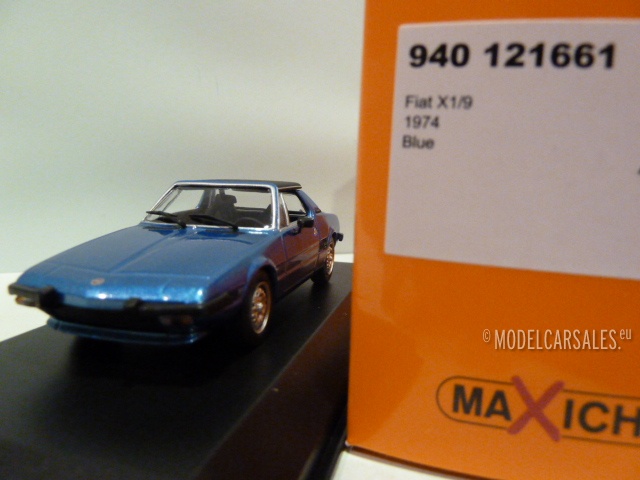 940 121661
Fiat X1/9
1974
Blue
© MODELCARSALES.eu
MAXICH